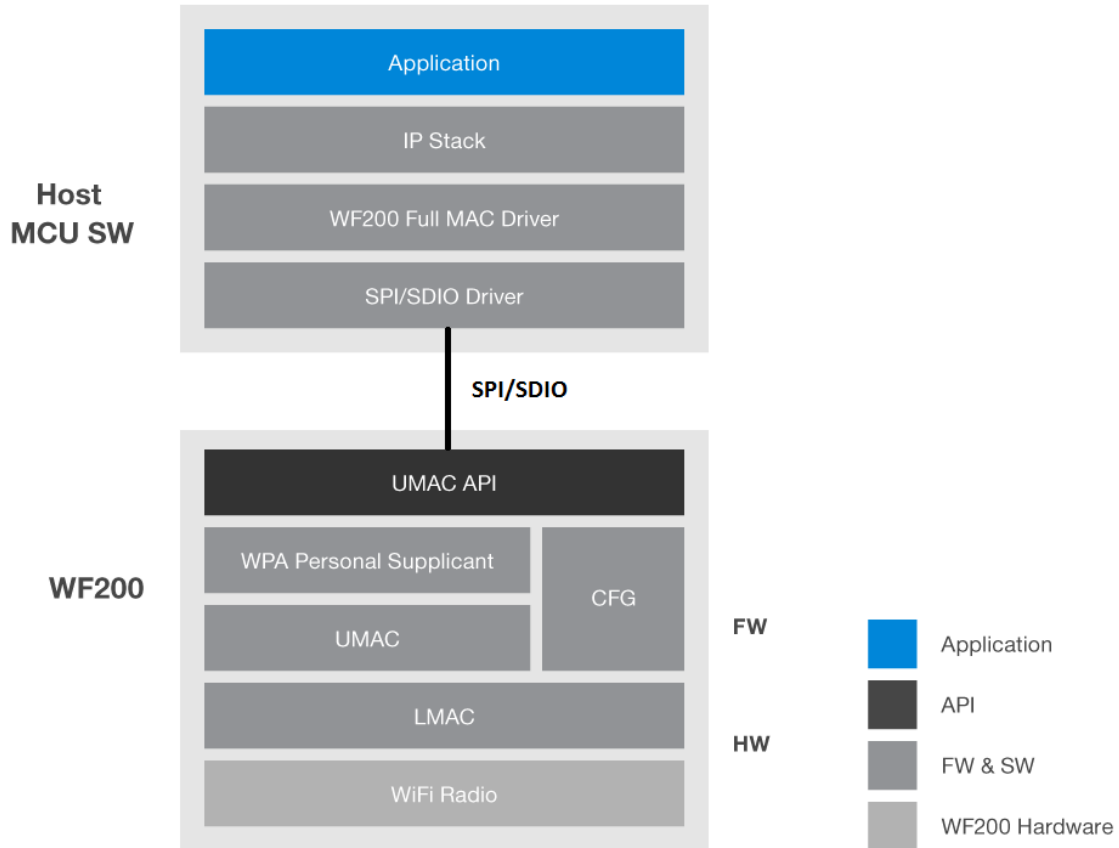 Application
IP Stack
Host
MCU SW
WF200 Full MAC Driver
SPI/SDIO Driver
SPI/SDIO
UMAC API
WPA Personal Supplicant
WF200
CFG
UMAC
FW
LMAC
HW
WiFi Radio
Application
API
FW & SW
WF200 Hardware